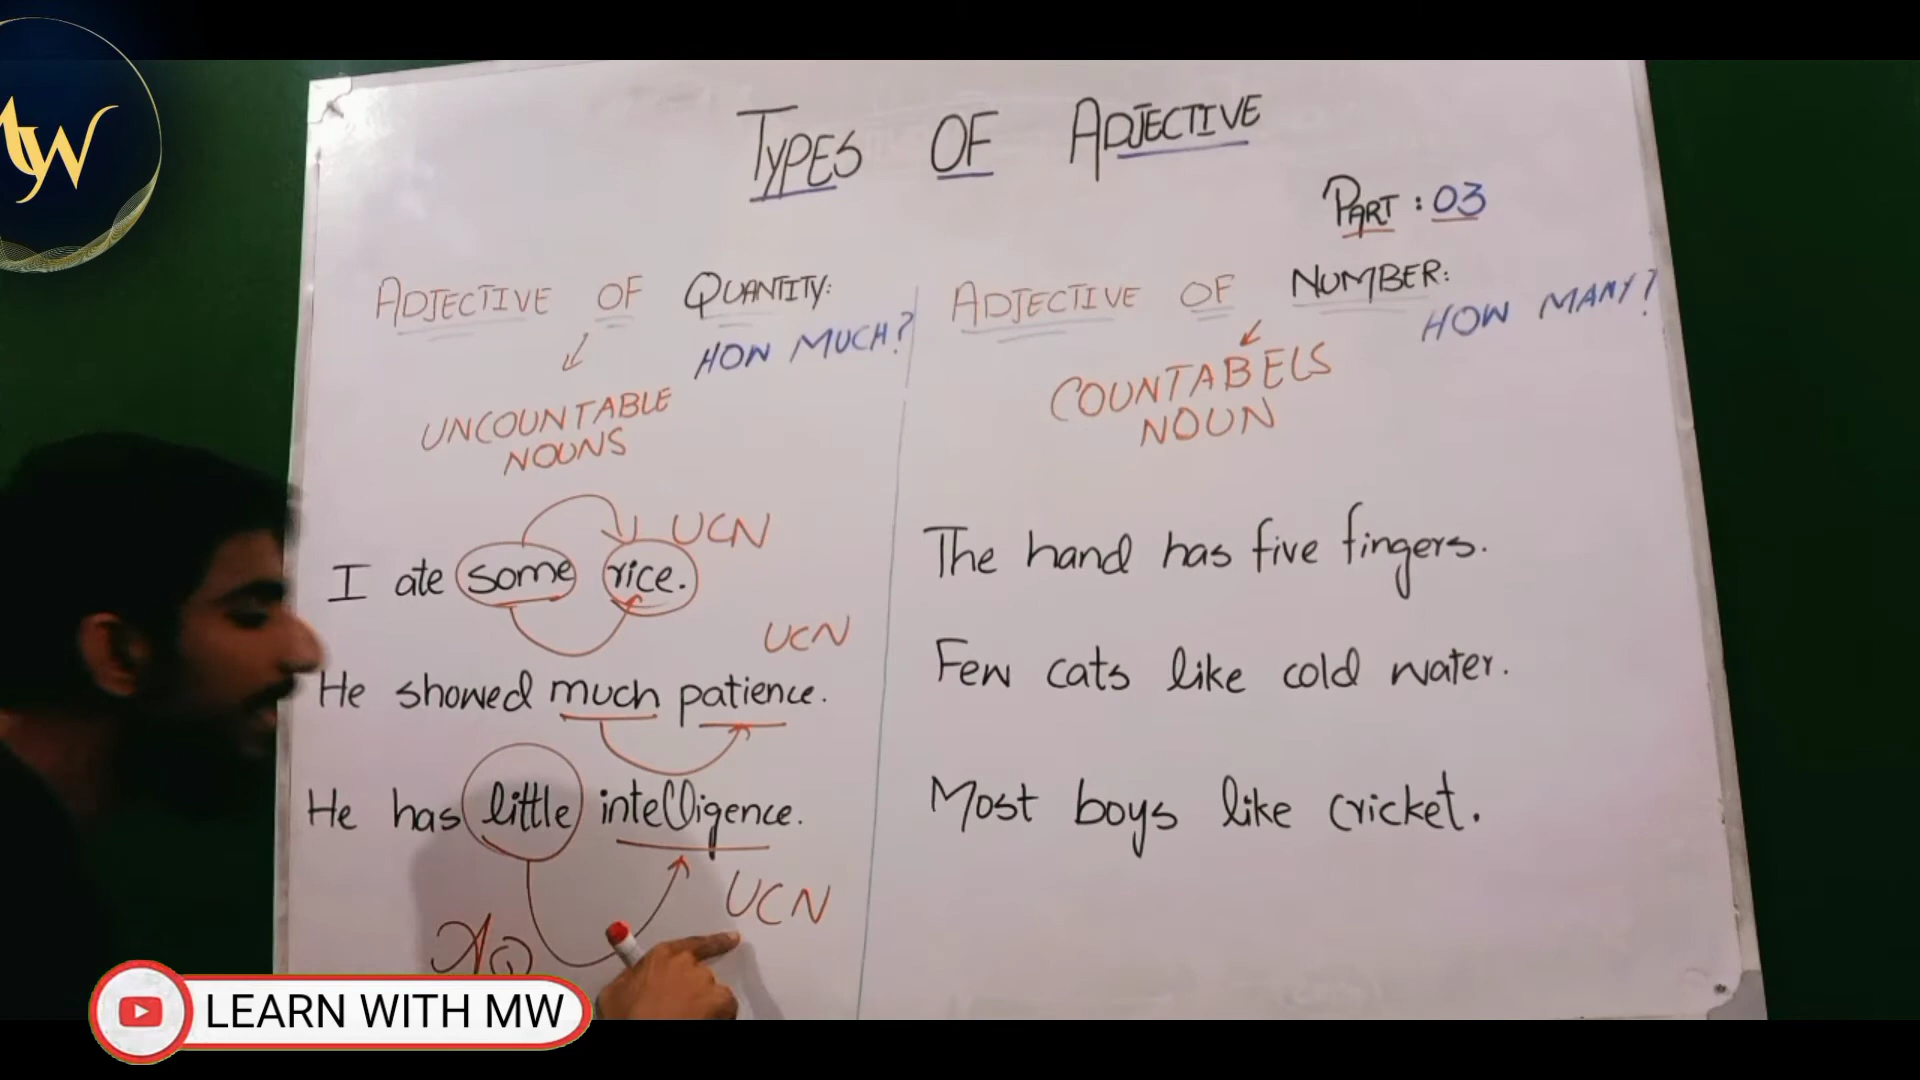 MW
TYPES OF ADJECTIVE
PART : 03
ADJECTIVE OF QUANTITY:
HOW MUCH?
UNCOUNTABLE
NOUNS
I ate some rice.
UCN
He showed much patience.
UCN
He has little intelligence.
UCN
ADJECTIVE OF NUMBER:
HOW MANY?
COUNTABELS
NOUN
The hand has five fingers.
Few cats like cold water.
Most boys like cricket.
LEARN WITH MW